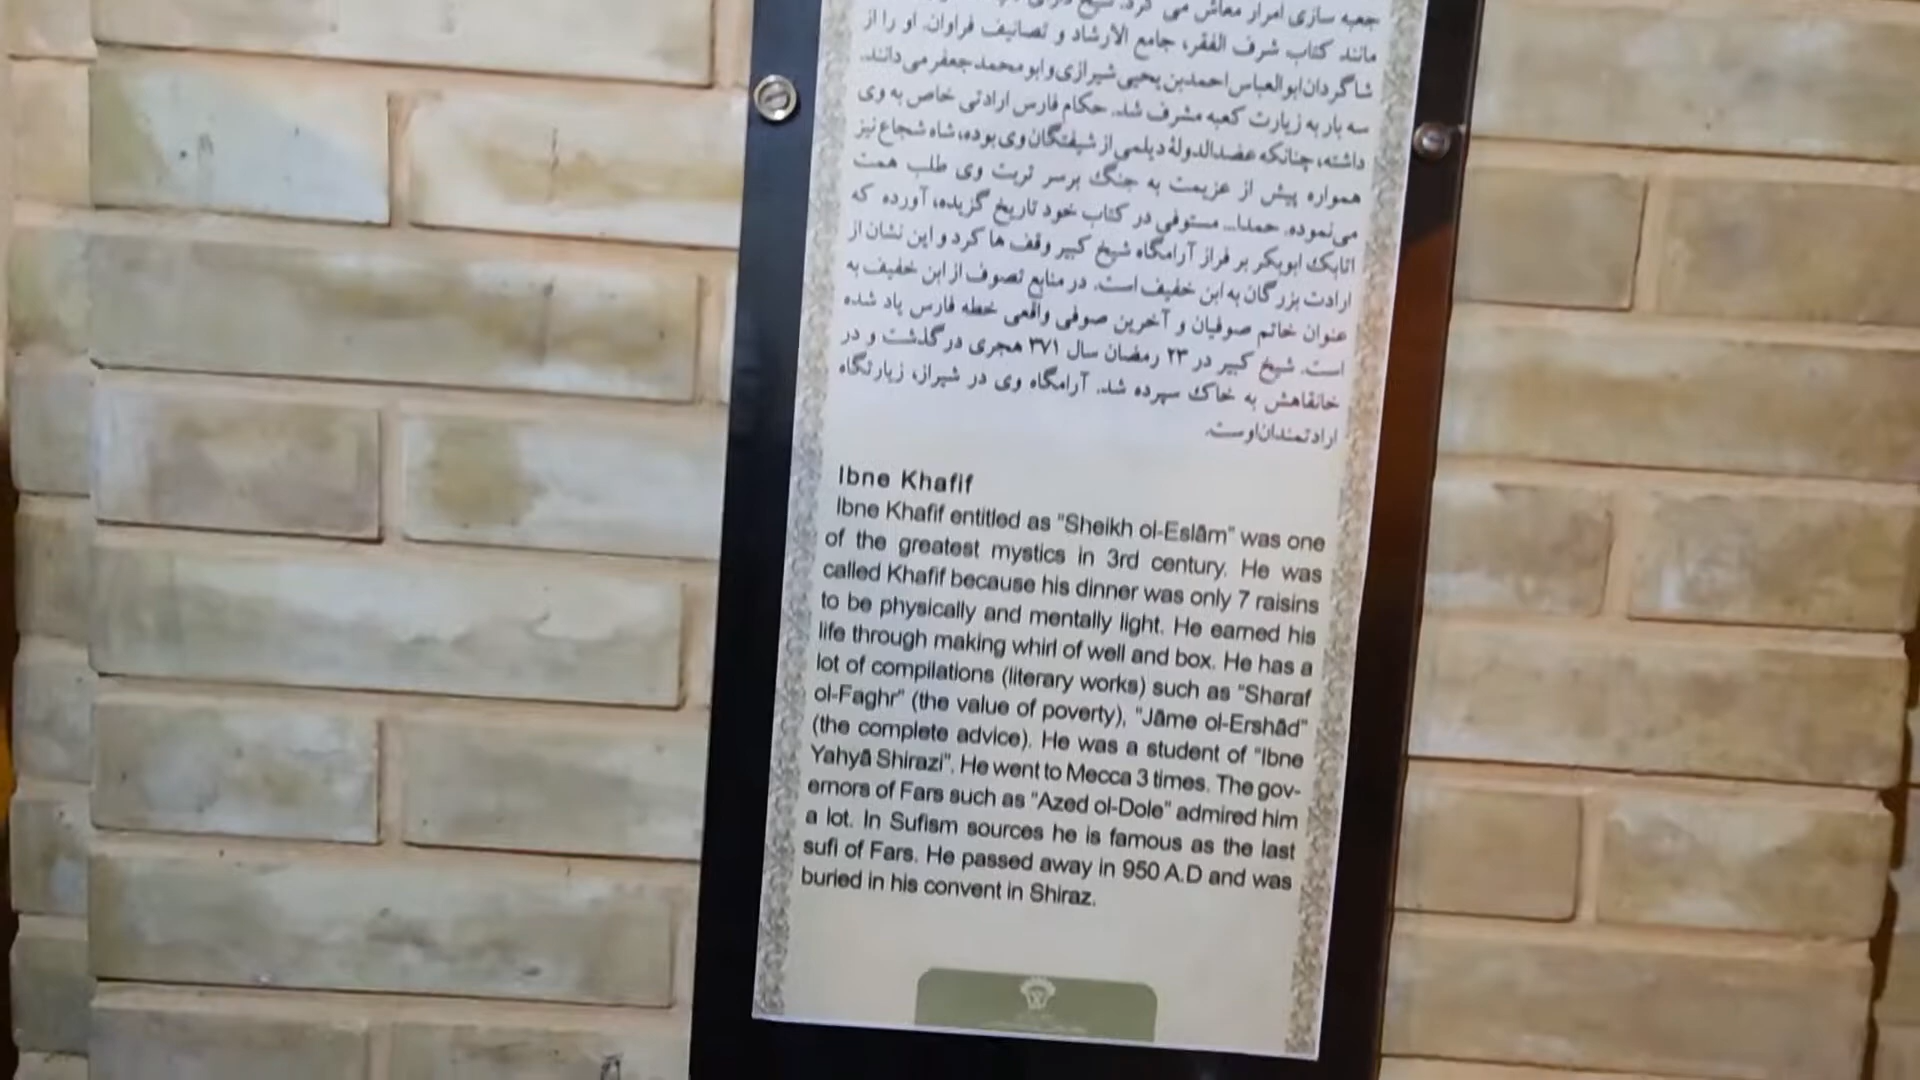 جعبه سازی امرار معاش می کرد. شیخ دارای
مانند کتاب شرف الفقر، جامع الارشاد و تصانیف فراوان. او را از
شاگردان ابوالعباس احمد بن یحیی شیرازی و ابو محمد جعفر می دانند.
سه بار به زیارت کعبه مشرف شد. حکام فارس ارادتی خاص به وی
داشته، چنانکه عضدالدولهٔ دیلمی از شیفتگان وی بوده، شاه شجاع نیز
همواره پیش از عزیمت به جنگ برسر تربت وی طلب همت
می نموده. حمدا... مستوفی در کتاب خود تاریخ گزیده، آورده که
اتابک ابوبکر بر فراز آرامگاه شیخ کبیر وقف ها کرد و این نشان از
ارادت بزرگان به ابن خفیف است. در منابع تصوف از ابن خفیف به
عنوان خاتم صوفیان و آخرین صوفی واقعی خطه فارس یاد شده
است. شیخ کبیر در ۲۳ رمضان سال ۳۷۱ هجری درگذشت و در
خانقاهش به خاک سپرده شد. آرامگاه وی در شیراز، زیارتگاه
ارادتمندان اوست.
Ibne Khafif
Ibne Khafif entitled as "Sheikh ol-Eslām" was one
of the greatest mystics in 3rd century. He was
called Khafif because his dinner was only 7 raisins
to be physically and mentally light. He earned his
life through making whirl of well and box. He has a
lot of compilations (literary works) such as "Sharaf
ol-Faghr" (the value of poverty), "Jāme ol-Ershād"
(the complete advice). He was a student of "Ibne
Yahyā Shirazi". He went to Mecca 3 times. The gov-
ernors of Fars such as "Azed ol-Dole" admired him
a lot. In Sufism sources he is famous as the last
sufi of Fars. He passed away in 950 A.D and was
buried in his convent in Shiraz.